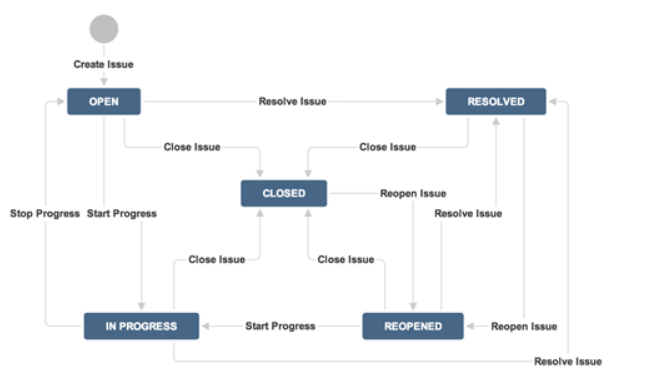 Create Issue
OPEN
Resolve Issue
RESOLVED
Close Issue
Close Issue
CLOSED
Reopen Issue
Stop Progress
Start Progress
Resolve Issue
Close Issue
Close Issue
IN PROGRESS
Start Progress
REOPENED
Reopen Issue
Resolve Issue